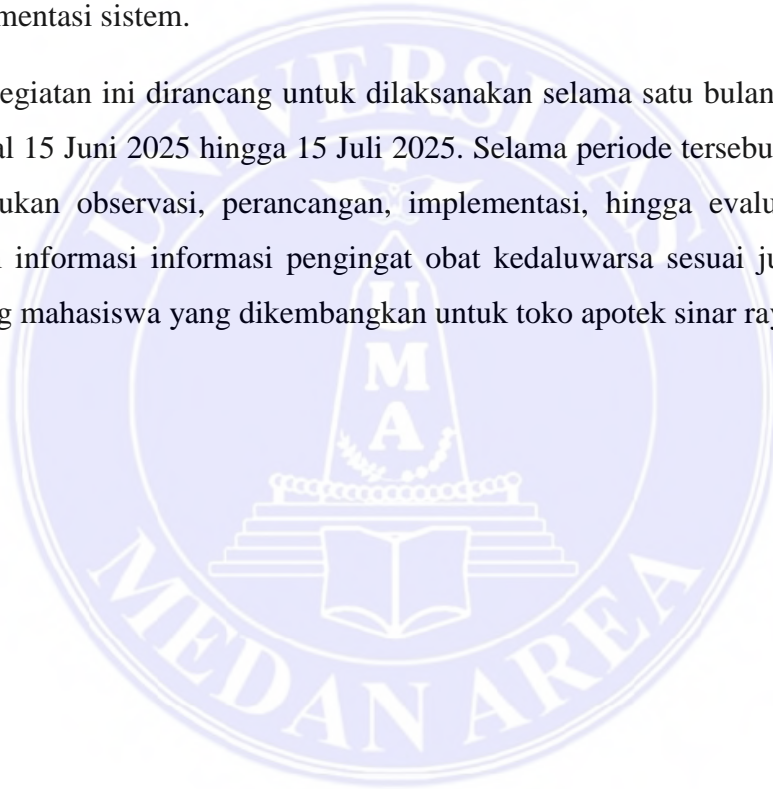 mentasi sistem.
egiatan ini dirancang untuk dilaksanakan selama satu bulan
al 15 Juni 2025 hingga 15 Juli 2025. Selama periode tersebu
ukan observasi, perancangan, implementasi, hingga evalu
informasi informasi pengingat obat kedaluwarsa sesuai ju
g mahasiswa yang dikembangkan untuk toko apotek sinar ray
UNIVERSITAS
U
M
A
MEDAN AREA